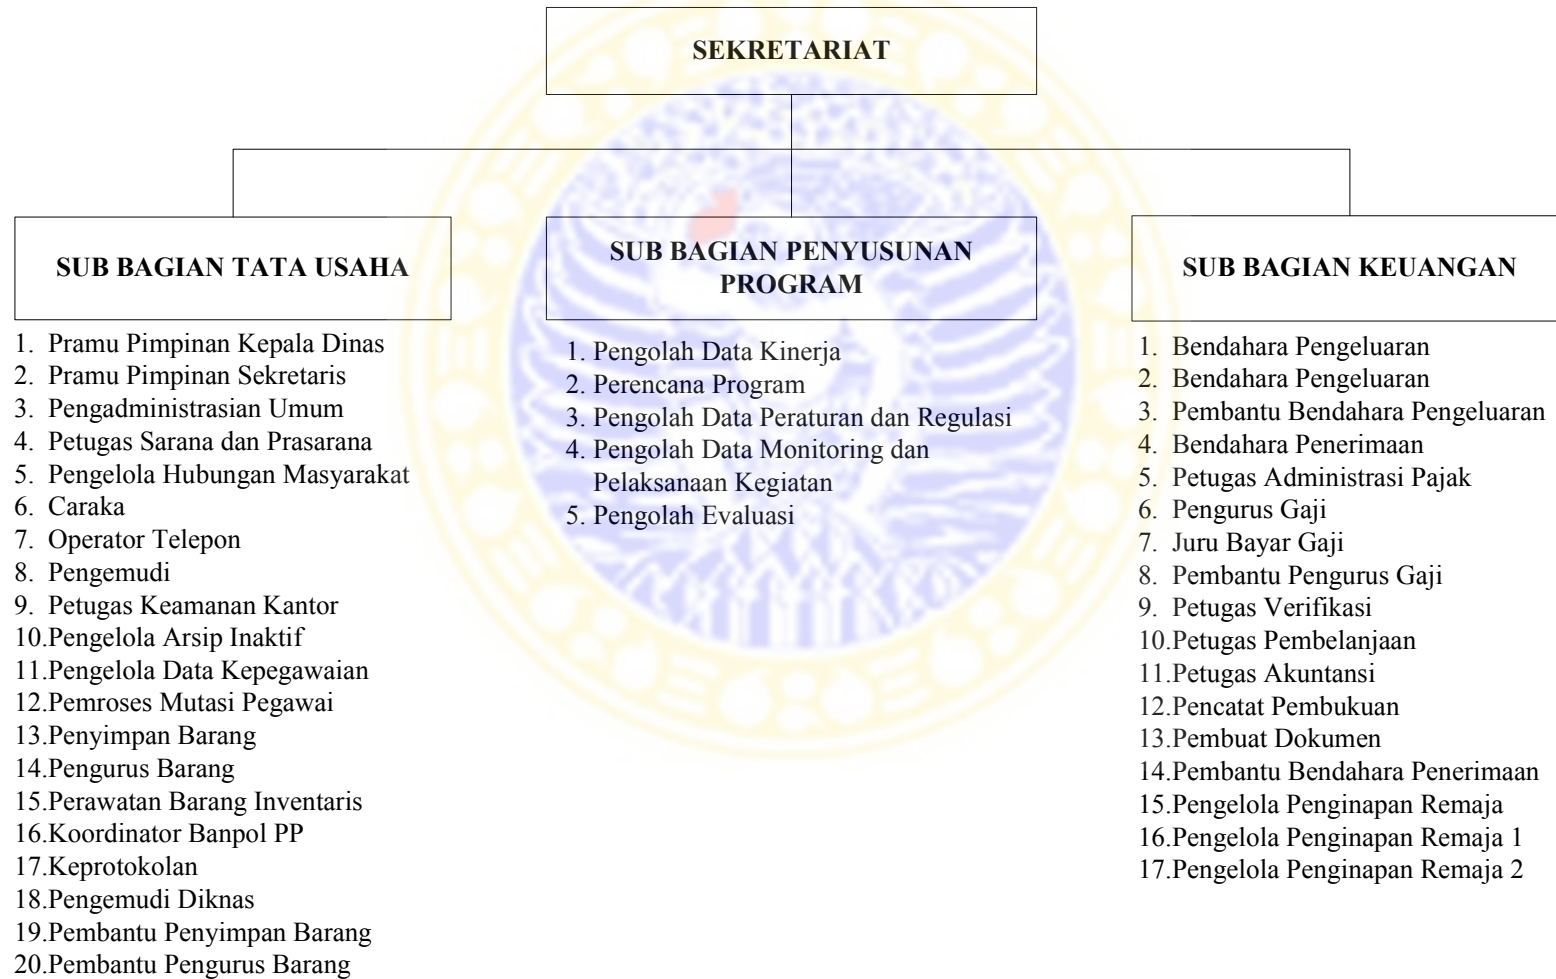 SEKRETARIAT
SUB BAGIAN TATA USAHA
1. Pramu Pimpinan Kepala Dinas
2. Pramu Pimpinan Sekretaris
3. Pengadministrasian Umum
4. Petugas Sarana dan Prasarana
5. Pengelola Hubungan Masyarakat
6. Caraka
7. Operator Telepon
8. Pengemudi
9. Petugas Keamanan Kantor
10.Pengelola Arsip Inaktif
11.Pengelola Data Kepegawaian
12.Pemroses Mutasi Pegawai
13.Penyimpan Barang
14.Pengurus Barang
15.Perawatan Barang Inventaris
16.Koordinator Banpol PP
17.Keprotokolan
18.Pengemudi Diknas
19.Pembantu Penyimpan Barang
20.Pembantu Pengurus Barang
SUB BAGIAN PENYUSUNAN
PROGRAM
1. Pengolah Data Kinerja
2. Perencana Program
3. Pengolah Data Peraturan dan Regulasi
4. Pengolah Data Monitoring dan
Pelaksanaan Kegiatan
5. Pengolah Evaluasi
SUB BAGIAN KEUANGAN
1. Bendahara Pengeluaran
2. Bendahara Pengeluaran
3. Pembantu Bendahara Pengeluaran
4. Bendahara Penerimaan
5. Petugas Administrasi Pajak
6. Pengurus Gaji
7. Juru Bayar Gaji
8. Pembantu Pengurus Gaji
9. Petugas Verifikasi
10.Petugas Pembelanjaan
11.Petugas Akuntansi
12.Pencatat Pembukuan
13.Pembuat Dokumen
14.Pembantu Bendahara Penerimaan
15.Pengelola Penginapan Remaja
16.Pengelola Penginapan Remaja 1
17.Pengelola Penginapan Remaja 2